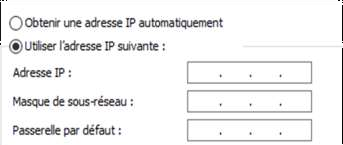 Obtenir une adresse IP automatiquement
Utiliser l'adresse IP suivante :
Adresse IP :
Masque de sous-réseau :
Passerelle par défaut :